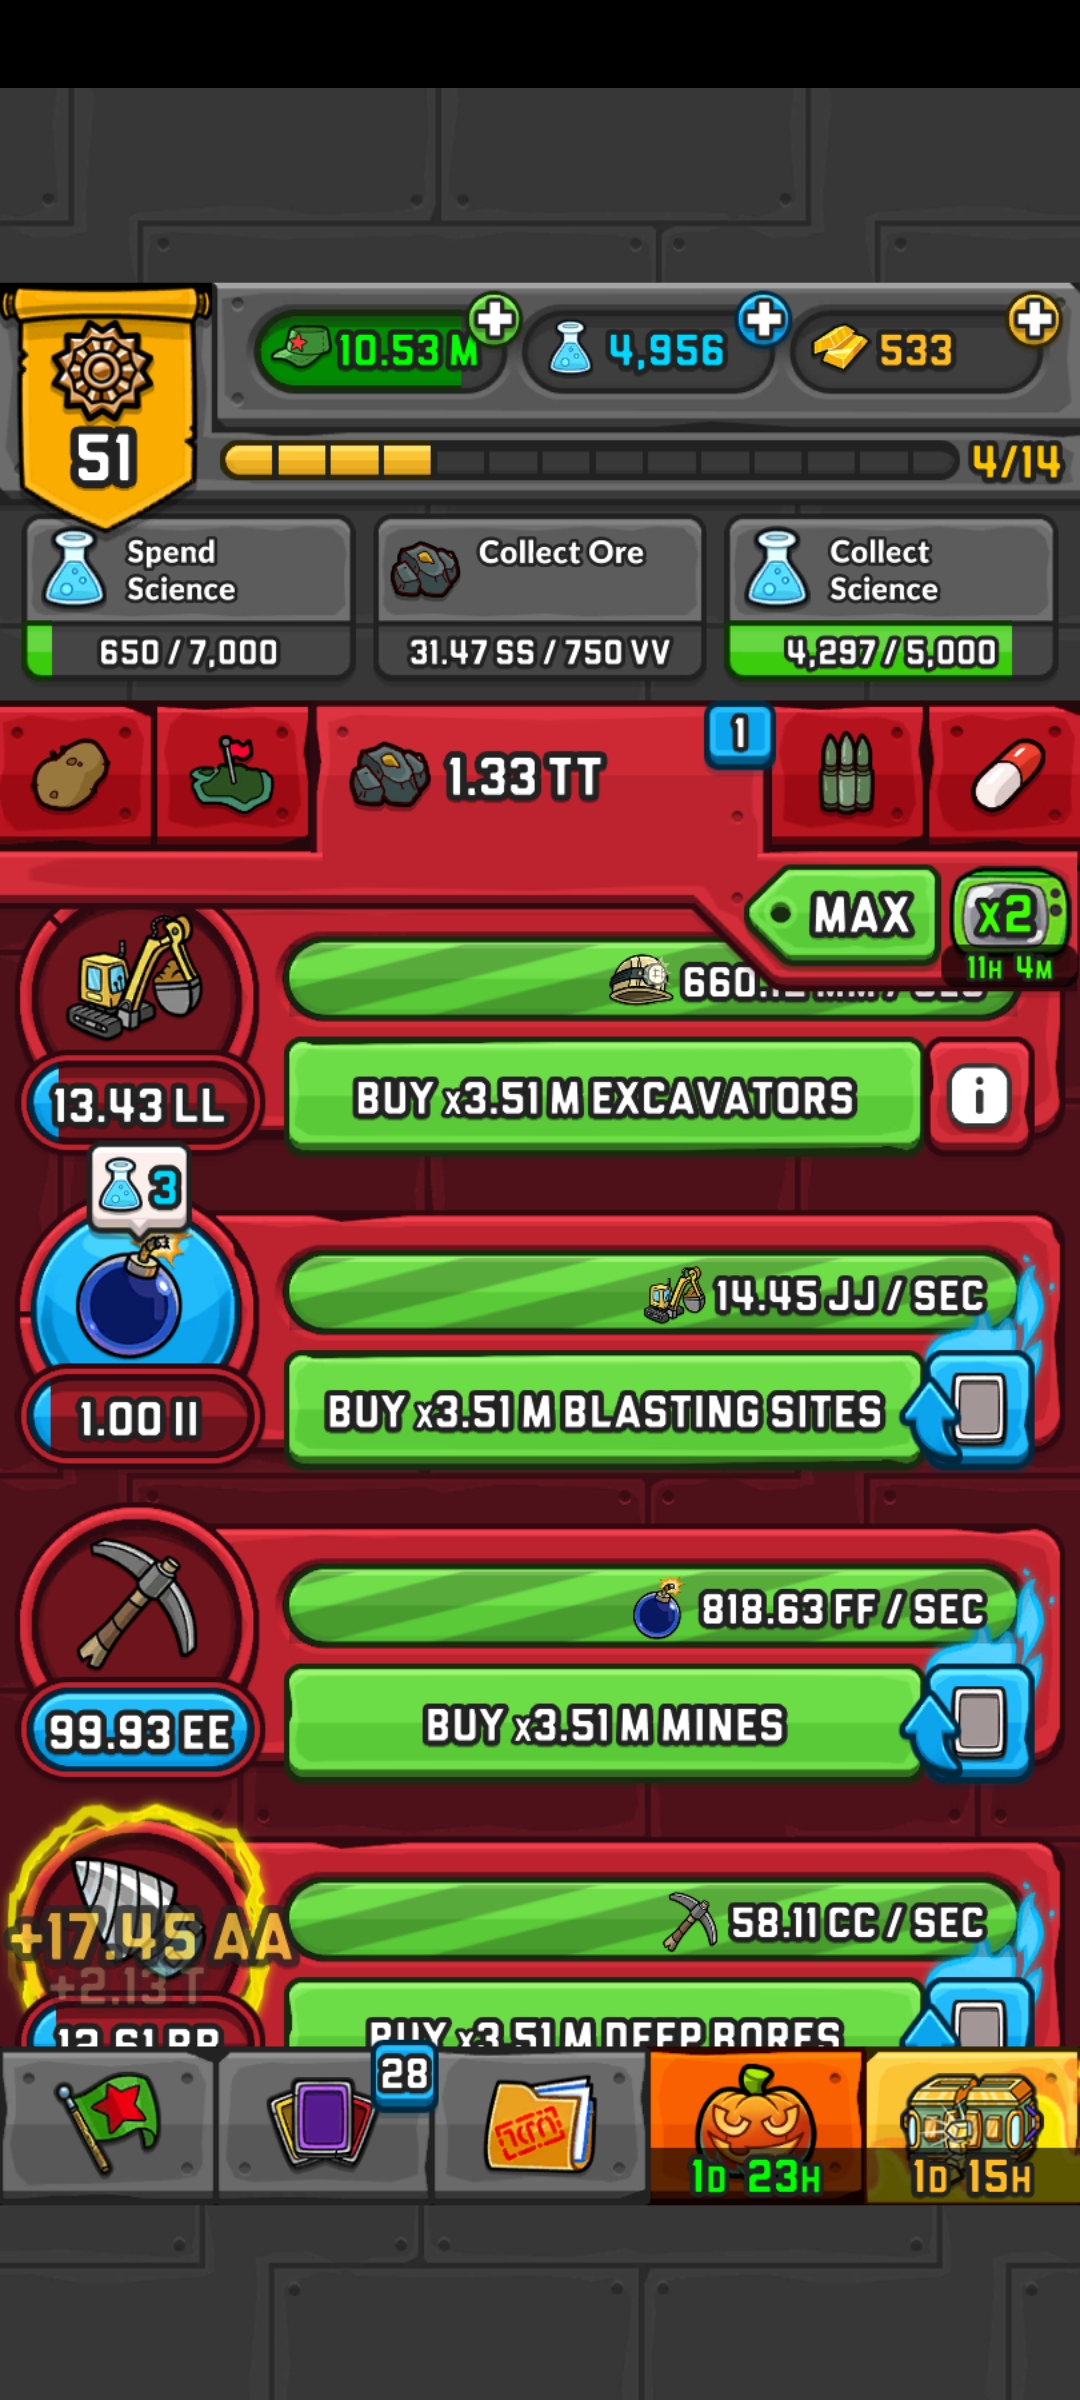 10.53 M
4,956
533
51
4/14
Spend
Science
650 / 7,000
Collect Ore
31.47 SS / 750 VV
Collect
Science
4,297 / 5,000
1.33 TT
1
MAX
x2
11H 4M
13.43 LL
BUY x3.51 M EXCAVATORS
i
3
14.45 JJ / SEC
1.00 II
BUY x3.51 M BLASTING SITES
818.63 FF / SEC
99.93 EE
BUY x3.51 M MINES
+17.45 AA
+2.13 T
58.11 CC / SEC
12.61 BB
BUY x3.51 M DEEP BORES
28
1D 23H
1D 15H